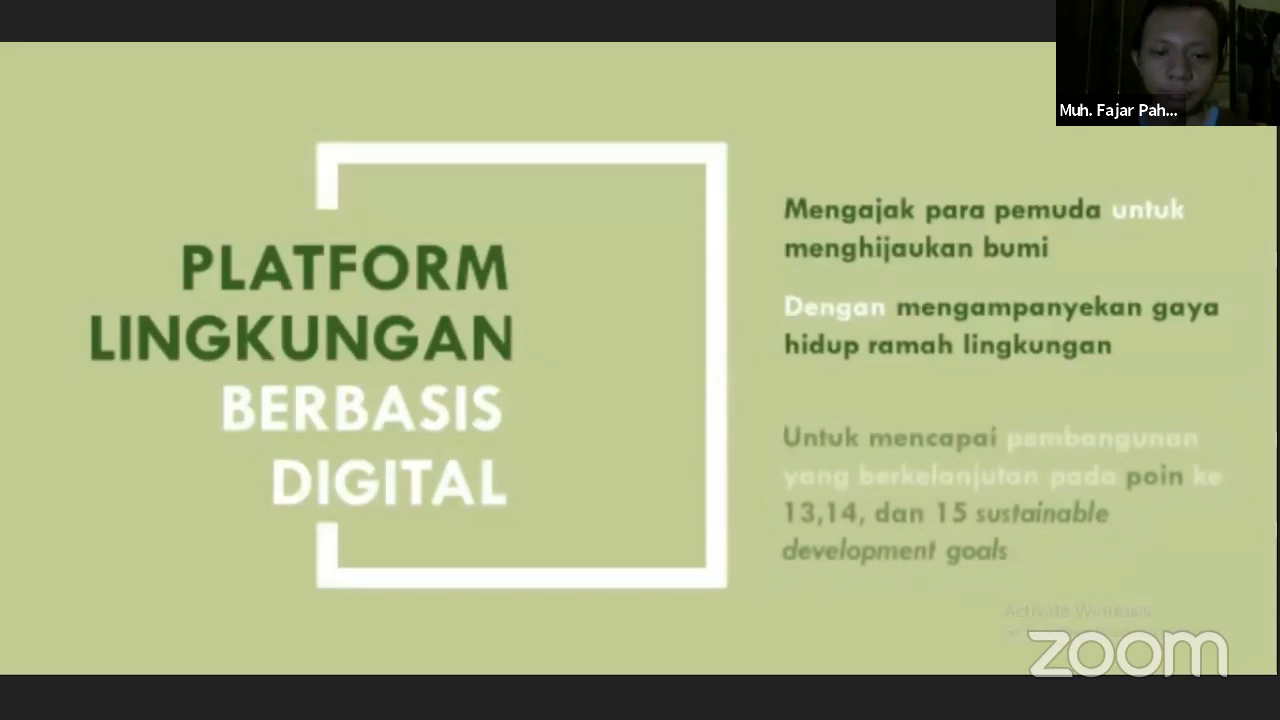 Muh. Fajar Pah...
PLATFORM
LINGKUNGAN
BERBASIS
DIGITAL
Mengajak para pemuda untuk
menghijaukan bumi
Dengan mengampanyekan gaya
hidup ramah lingkungan
Untuk mencapai pembangunan
yang berkelanjutan pada poin ke
13,14, dan 15 sustainable
development goals
Activate Windows
zoom